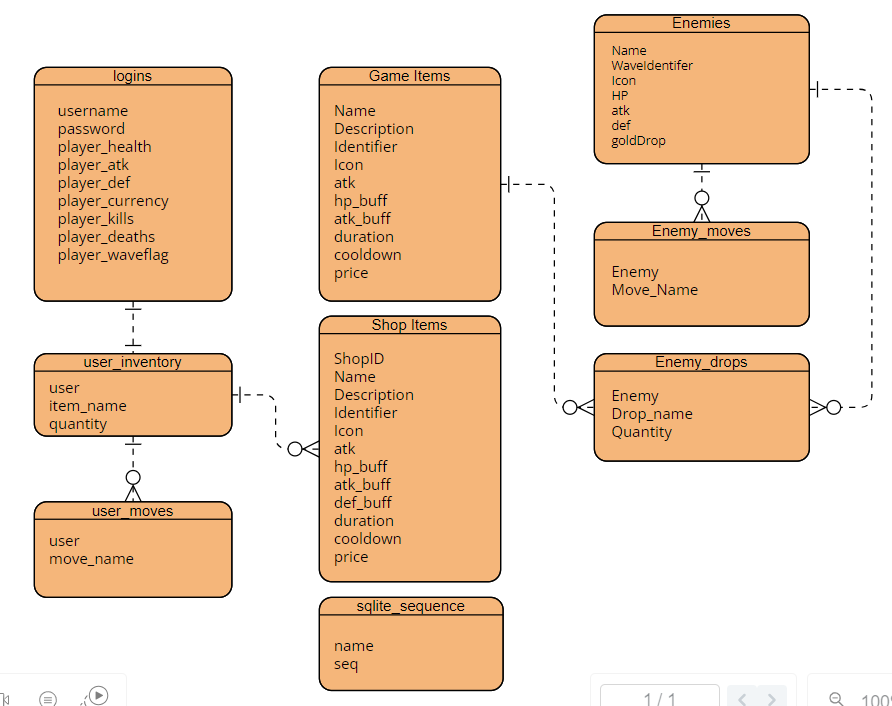 logins
username
password
player_health
player_atk
player_def
player_currency
player_kills
player_deaths
player_waveflag
user_inventory
user
item_name
quantity
user_moves
user
move_name
Game Items
Name
Description
Identifier
Icon
atk
hp_buff
atk_buff
duration
cooldown
price
Shop Items
ShopID
Name
Description
Identifier
Icon
atk
hp_buff
atk_buff
def_buff
duration
cooldown
price
sqlite_sequence
name
seq
Enemies
Name
WaveIdentifer
Icon
HP
atk
def
goldDrop
Enemy_moves
Enemy
Move_Name
Enemy_drops
Enemy
Drop_name
Quantity
1 / 1
100